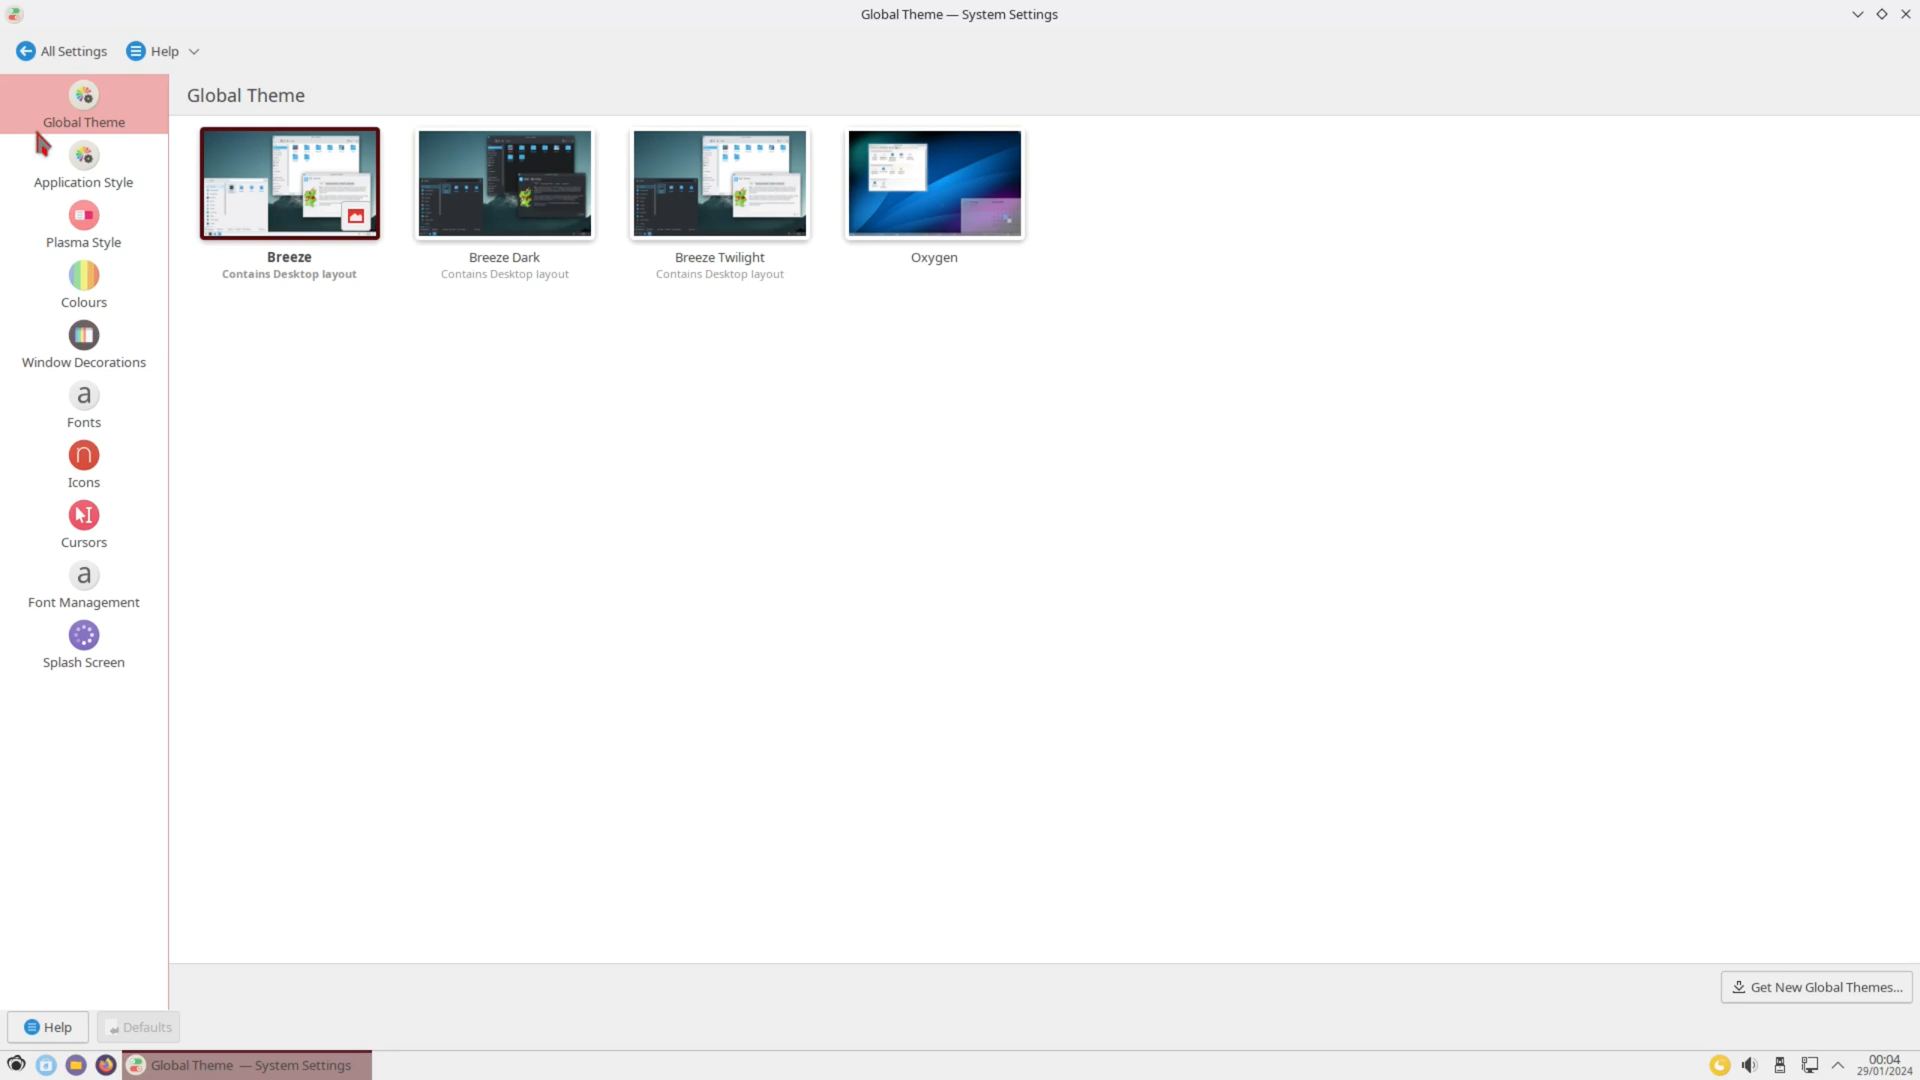 Global Theme — System Settings
All Settings
Help
Global Theme
Global Theme
Application Style
Plasma Style
Colours
Window Decorations
Fonts
Icons
Cursors
Font Management
Splash Screen
Breeze
Contains Desktop layout
Breeze Dark
Contains Desktop layout
Breeze Twilight
Contains Desktop layout
Oxygen
Get New Global Themes...
Help
Defaults
Global Theme — System Settings
00:04
29/01/2024